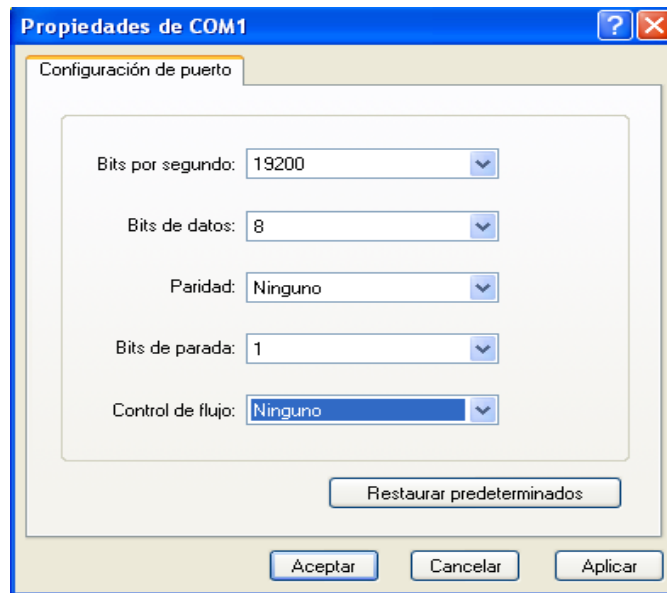 Propiedades de COM1
Configuración de puerto
Bits por segundo: 19200
Bits de datos: 8
Paridad: Ninguno
Bits de parada: 1
Control de flujo: Ninguno
Restaurar predeterminados
Aceptar Cancelar Aplicar